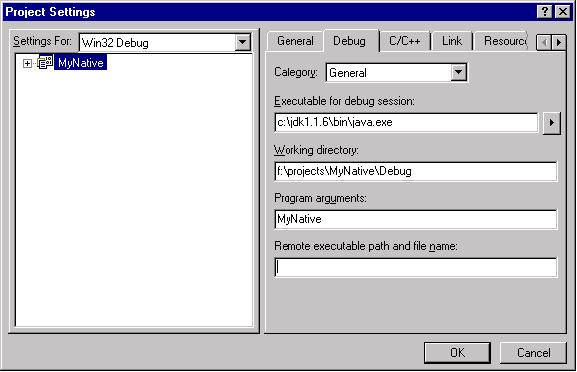 Project Settings
Settings For: Win32 Debug
MyNative
General Debug C/C++ Link Resourc
Category: General
Executable for debug session:
c:\jdk1.1.6\bin\java.exe
Working directory:
f:\projects\MyNative\Debug
Program arguments:
MyNative
Remote executable path and file name:
OK Cancel